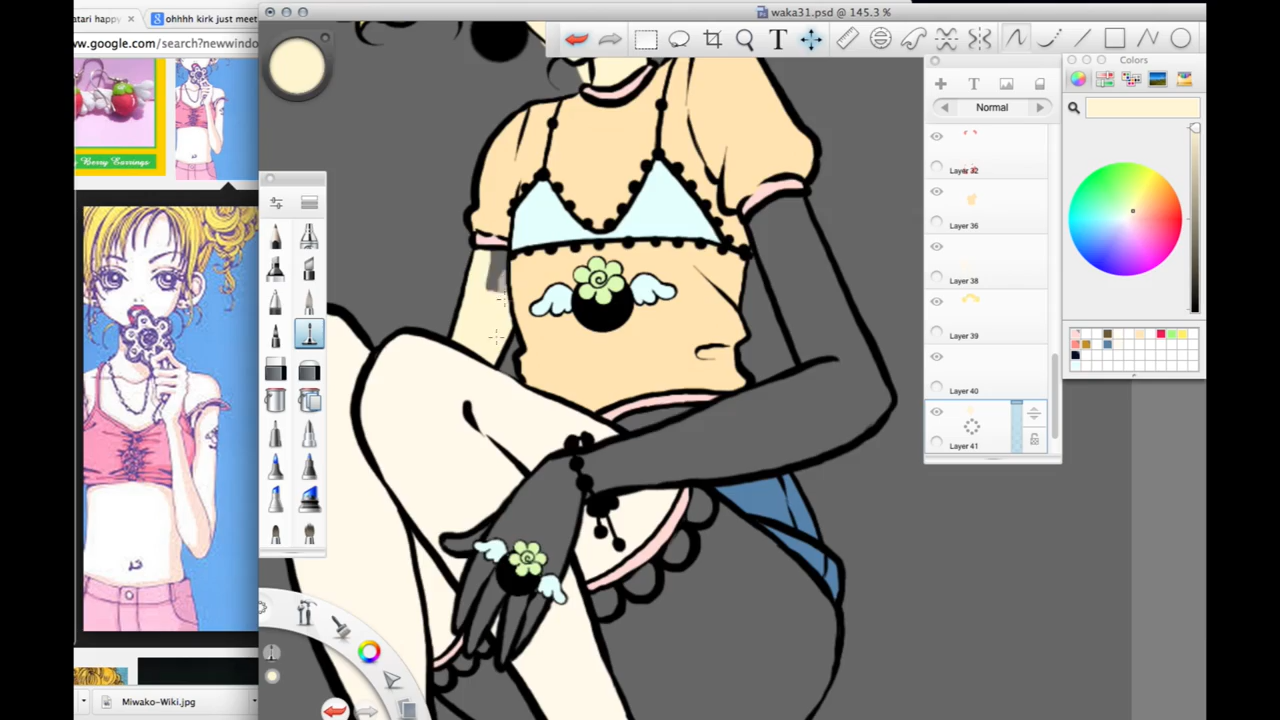 atari happy
ohhhh kirk just meet
waka31.psd @ 145.3 %
ww.google.com/search?newwindo
Colors
Normal
Berry Earrings
Layer 32
Layer 36
Layer 38
Layer 39
Layer 40
Layer 41
Miwako-Wiki.jpg